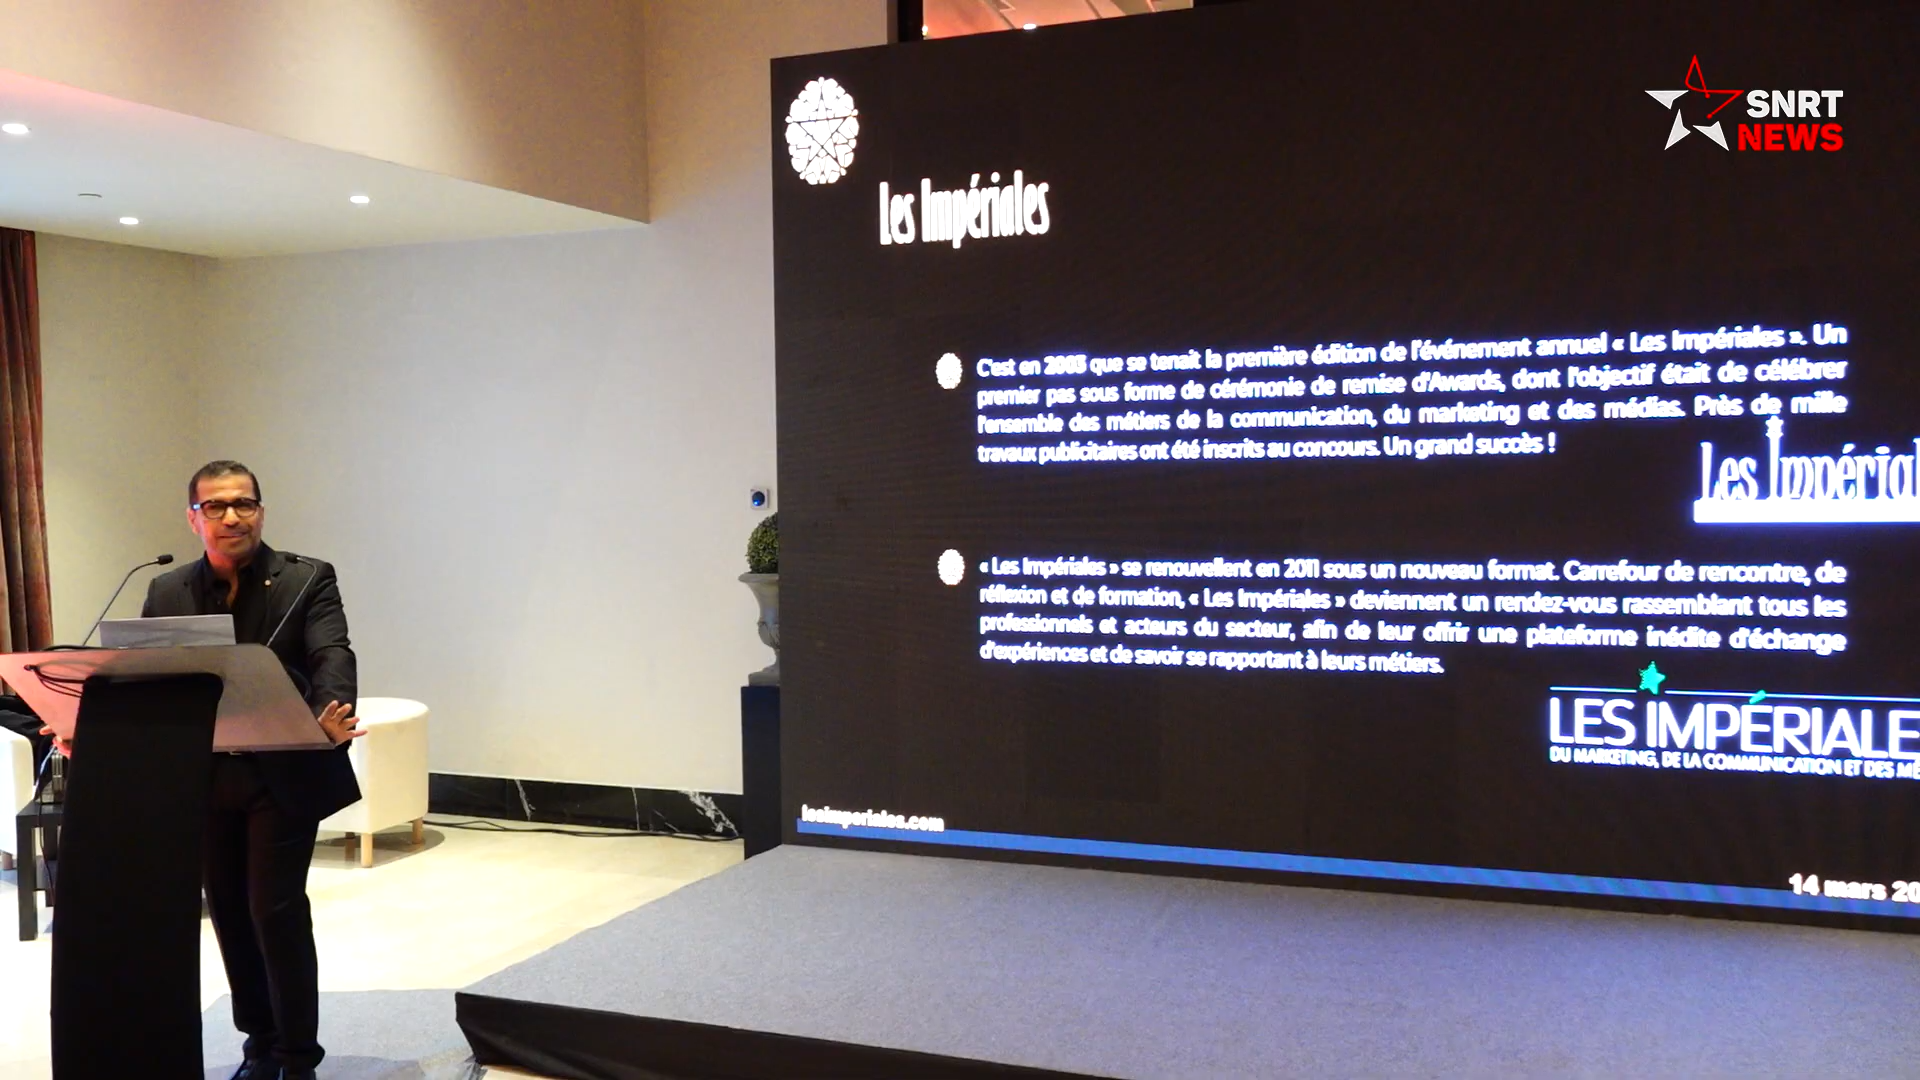 SNRT
NEWS
Les Impériales
C'est en 2003 que se tenait la première édition de l'événement annuel « Les Impériales ». Un
premier pas sous forme de cérémonie de remise d'Awards, dont l'objectif était de célébrer
l'ensemble des métiers de la communication, du marketing et des médias. Près de mille
travaux publicitaires ont été inscrits au concours. Un grand succès !
Les Impérial
« Les Impériales » se renouvellent en 2011 sous un nouveau format. Carrefour de rencontre, de
réflexion et de formation, « Les Impériales » deviennent un rendez-vous rassemblant tous les
professionnels et acteurs du secteur, afin de leur offrir une plateforme inédite d'échange
d'expériences et de savoir se rapportant à leurs métiers.
LES IMPÉRIALE
DU MARKETING, DE LA COMMUNICATION ET DES MÉ
lesimperiales.com
14 mars 20